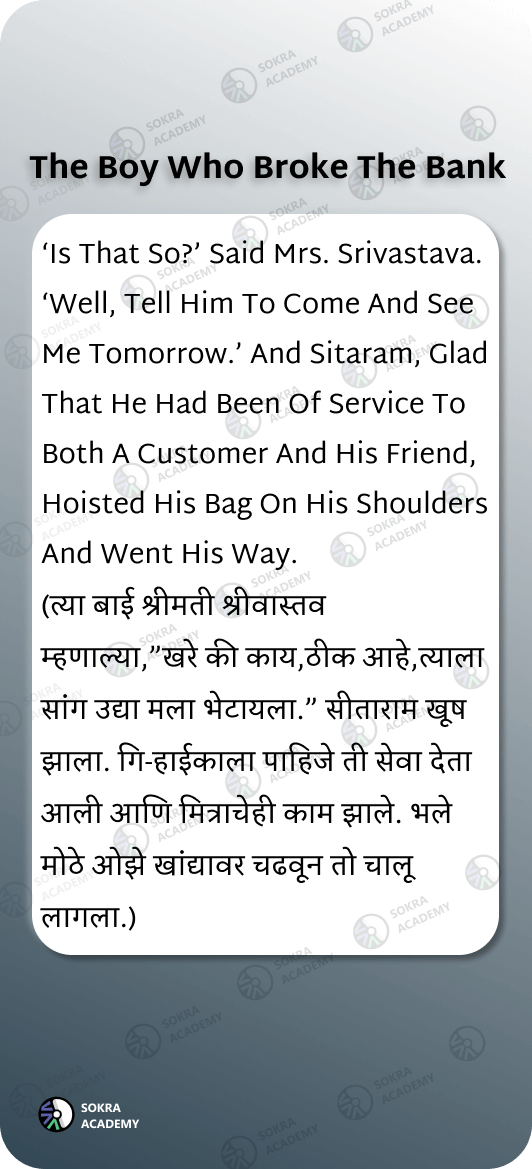 The Boy Who Broke The Bank
‘Is That So?’ Said Mrs. Srivastava.
‘Well, Tell Him To Come And See
Me Tomorrow.’ And Sitaram, Glad
That He Had Been Of Service To
Both A Customer And His Friend,
Hoisted His Bag On His Shoulders
And Went His Way.
(त्या बाई श्रीमती श्रीवास्तव
म्हणाल्या,”खरे की काय,ठीक आहे,त्याला
सांग उद्या मला भेटायला.” सीताराम खूष
झाला. गि-हाईकाला पाहिजे ती सेवा देता
आली आणि मित्राचेही काम झाले. भले
मोठे ओझे खांद्यावर चढवून तो चालू
लागला.)
SOKRA
ACADEMY